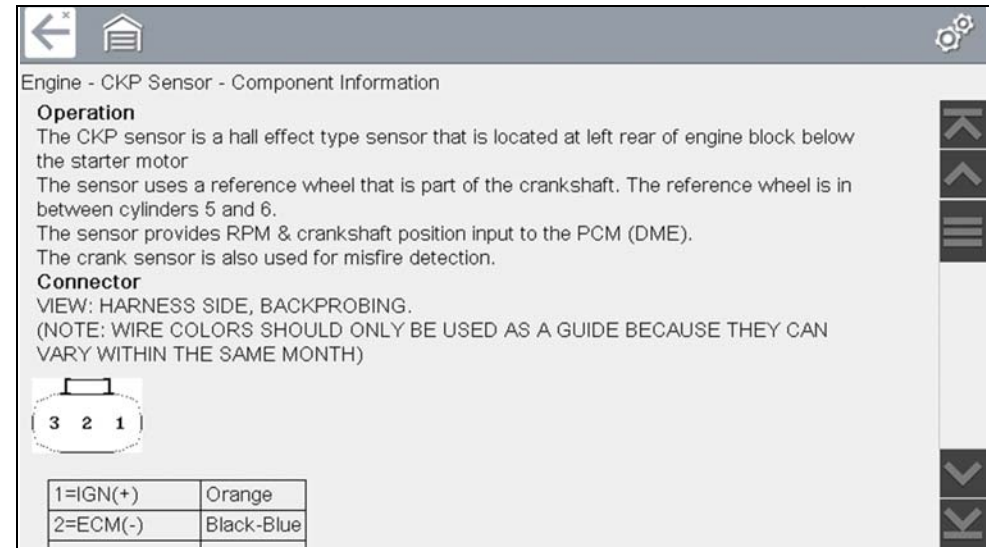 Engine - CKP Sensor - Component Information
Operation
The CKP sensor is a hall effect type sensor that is located at left rear of engine block below
the starter motor
The sensor uses a reference wheel that is part of the crankshaft. The reference wheel is in
between cylinders 5 and 6.
The sensor provides RPM & crankshaft position input to the PCM (DME).
The crank sensor is also used for misfire detection.
Connector
VIEW: HARNESS SIDE, BACKPROBING.
(NOTE: WIRE COLORS SHOULD ONLY BE USED AS A GUIDE BECAUSE THEY CAN
VARY WITHIN THE SAME MONTH)
3 2 1
1=IGN(+) Orange
2=ECM(-) Black-Blue